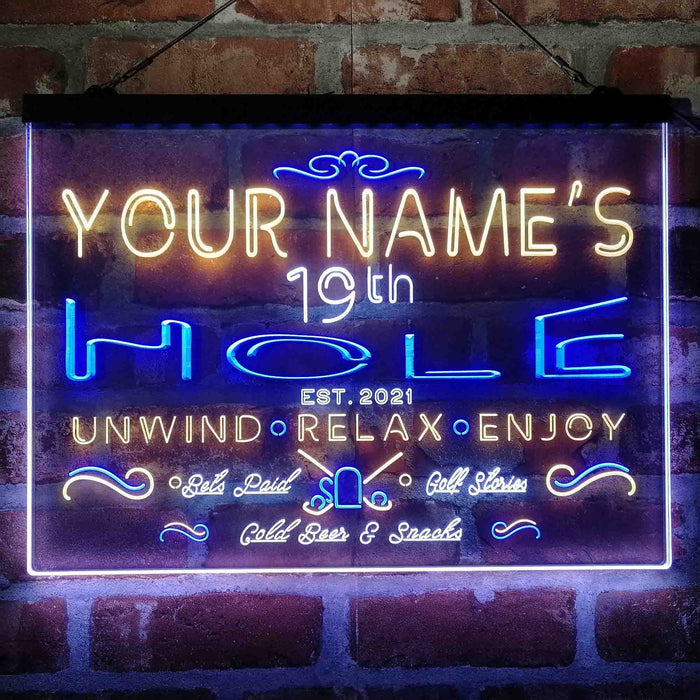 YOUR NAME'S
19th
HOLE
EST. 2021
UNWIND • RELAX • ENJOY
Bets Paid Golf Stories
Cold Beer & Snacks